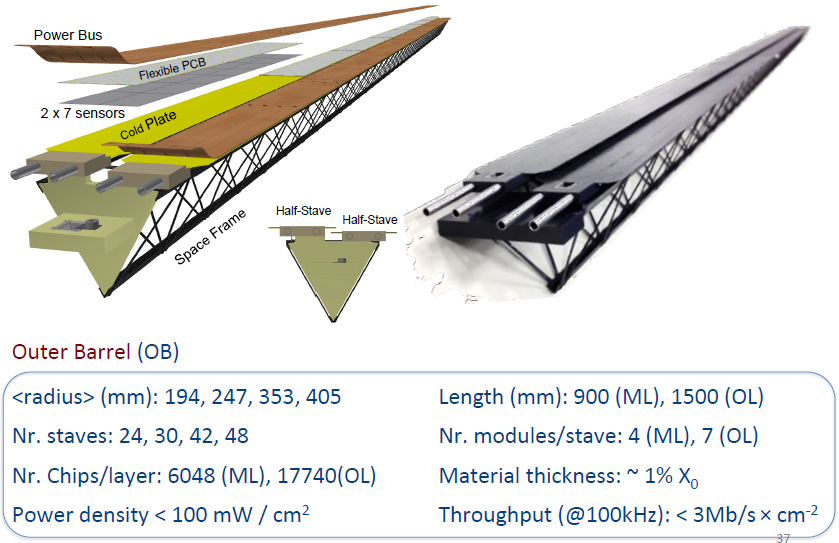 Power Bus
Flexible PCB
2 x 7 sensors
Cold Plate
Space Frame
Half-Stave
Half-Stave
Outer Barrel (OB)
<radius> (mm): 194, 247, 353, 405
Nr. staves: 24, 30, 42, 48
Nr. Chips/layer: 6048 (ML), 17740(OL)
Power density < 100 mW / cm²
Length (mm): 900 (ML), 1500 (OL)
Nr. modules/stave: 4 (ML), 7 (OL)
Material thickness: ~ 1% X₀
Throughput (@100kHz): < 3Mb/s × cm⁻²
37